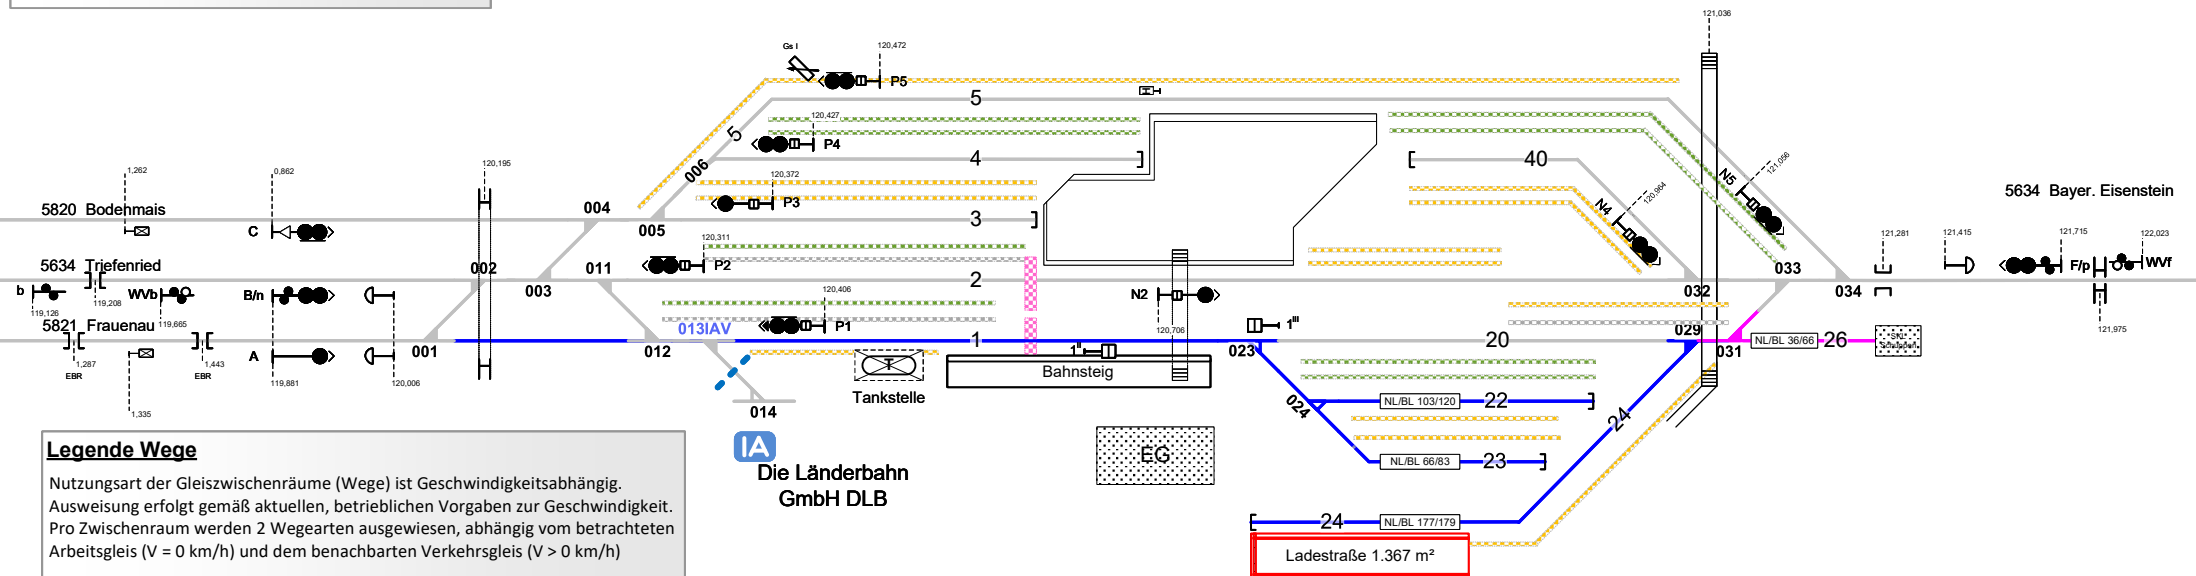 121,036
Gs I
120,472
P5
5
5
120,427
P4
4
40
006
120,372
P3
3
N5
121,056
N4
120,964
5634 Bayer. Eisenstein
1,262
0,862
120,195
5820 Bodenmais
C
004
005
120,311
P2
2
5634 Triefenried
002
011
003
b
119,126
119,208
WVb
119,665
B/n
120,406
P1
N2
120,706
032
033
034
121,281
121,415
121,715
F/p
122,023
WVf
121,975
5821 Frauenau
1,287
EBR
1,335
1,443
EBR
A
119,881
120,006
001
012
013IAV
1
1II
1III
023
20
029
031
NL/BL 36/66
26
Tankstelle
T
Bahnsteig
014
024
NL/BL 103/120
22
NL/BL 66/83
23
24
24
NL/BL 177/179
EG
IA
Die Länderbahn
GmbH DLB
Ladestraße 1.367 m²
Legende Wege
Nutzungsart der Gleiszwischenräume (Wege) ist Geschwindigkeitsabhängig.
Ausweisung erfolgt gemäß aktuellen, betrieblichen Vorgaben zur Geschwindigkeit.
Pro Zwischenraum werden 2 Wegearten ausgewiesen, abhängig vom betrachteten
Arbeitsgleis (V = 0 km/h) und dem benachbarten Verkehrsgleis (V > 0 km/h)